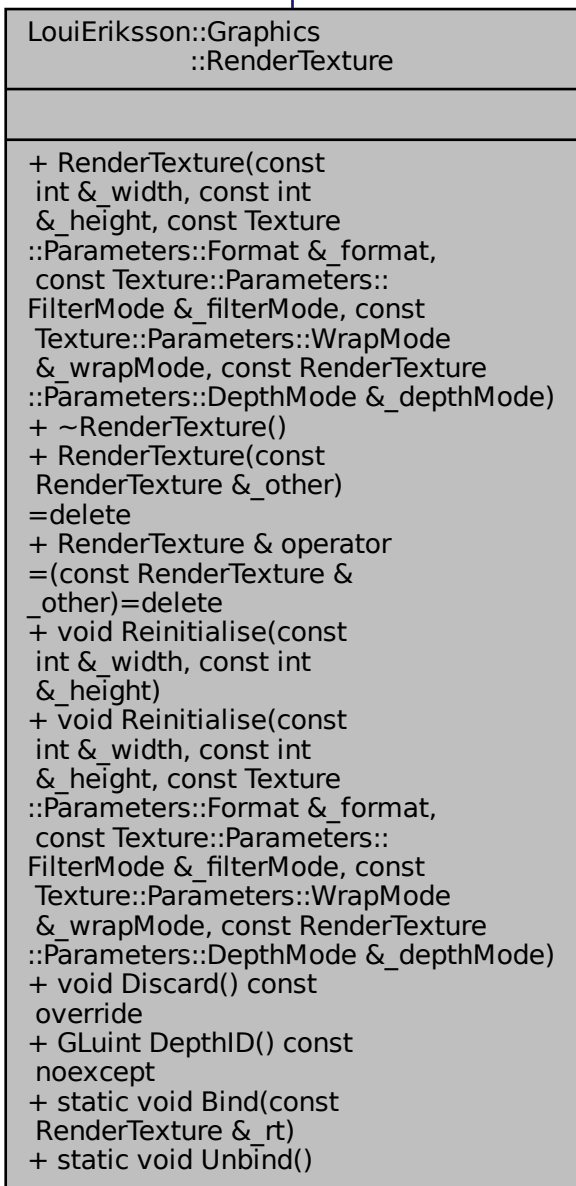 LouiEriksson::Graphics
::RenderTexture
+ RenderTexture(const
int &_width, const int
&_height, const Texture
::Parameters::Format &_format,
const Texture::Parameters::
FilterMode &_filterMode, const
Texture::Parameters::WrapMode
&_wrapMode, const RenderTexture
::Parameters::DepthMode &_depthMode)
+ ~RenderTexture()
+ RenderTexture(const
RenderTexture &_other)
=delete
+ RenderTexture & operator
=(const RenderTexture &
_other)=delete
+ void Reinitialise(const
int &_width, const int
&_height)
+ void Reinitialise(const
int &_width, const int
&_height, const Texture
::Parameters::Format &_format,
const Texture::Parameters::
FilterMode &_filterMode, const
Texture::Parameters::WrapMode
&_wrapMode, const RenderTexture
::Parameters::DepthMode &_depthMode)
+ void Discard() const
override
+ GLuint DepthID() const
noexcept
+ static void Bind(const
RenderTexture &_rt)
+ static void Unbind()